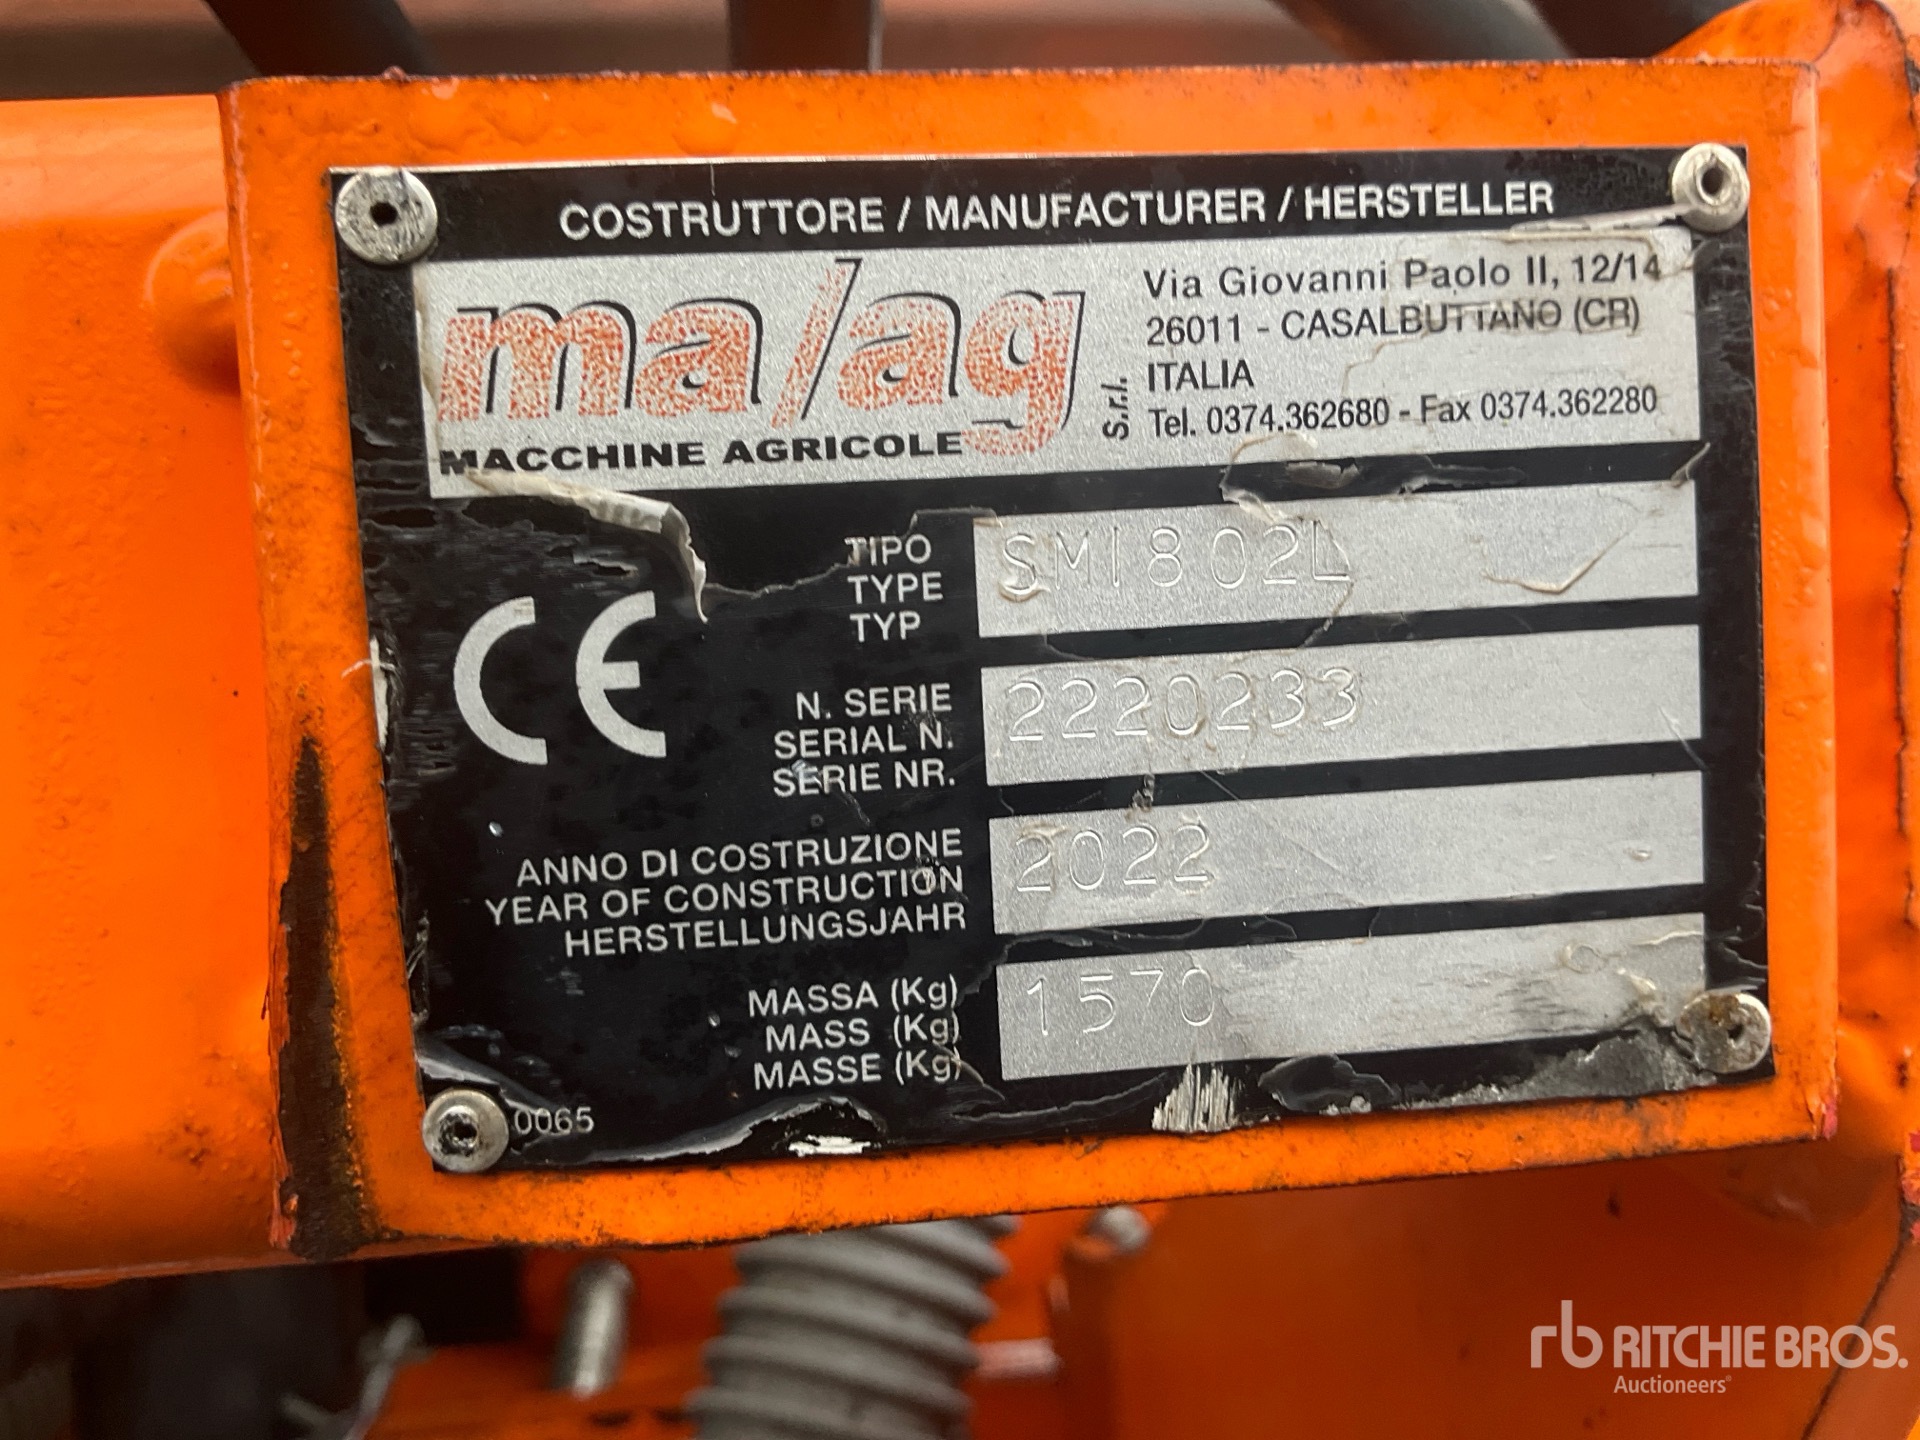 COSTRUTTORE / MANUFACTURER / HERSTELLER
ma/ag
MACCHINE AGRICOLE
S.r.l.
Via Giovanni Paolo II, 12/14
26011 - CASALBUTTANO (CR)
ITALIA
Tel. 0374.362680 - Fax 0374.362280
CE
TIPO
TYPE
TYP
SMI802L
N. SERIE
SERIAL N.
SERIE NR.
2220233
ANNO DI COSTRUZIONE
YEAR OF CONSTRUCTION
HERSTELLUNGSJAHR
2022
MASSA (Kg)
MASS (Kg)
MASSE (Kg)
1570
0065
rb RITCHIE BROS.
Auctioneers